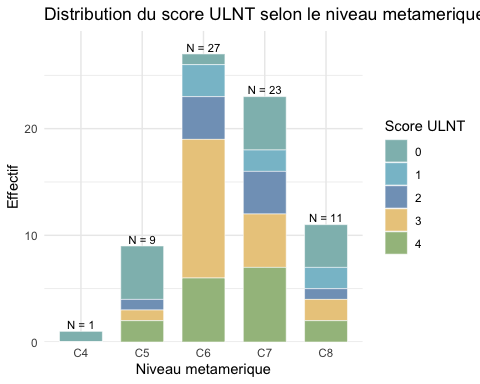 Distribution du score ULNT selon le niveau metamerique
N = 27
N = 23
N = 11
N = 9
N = 1
Effectif
20
10
0
C4 C5 C6 C7 C8
Niveau metamerique
Score ULNT
0
1
2
3
4